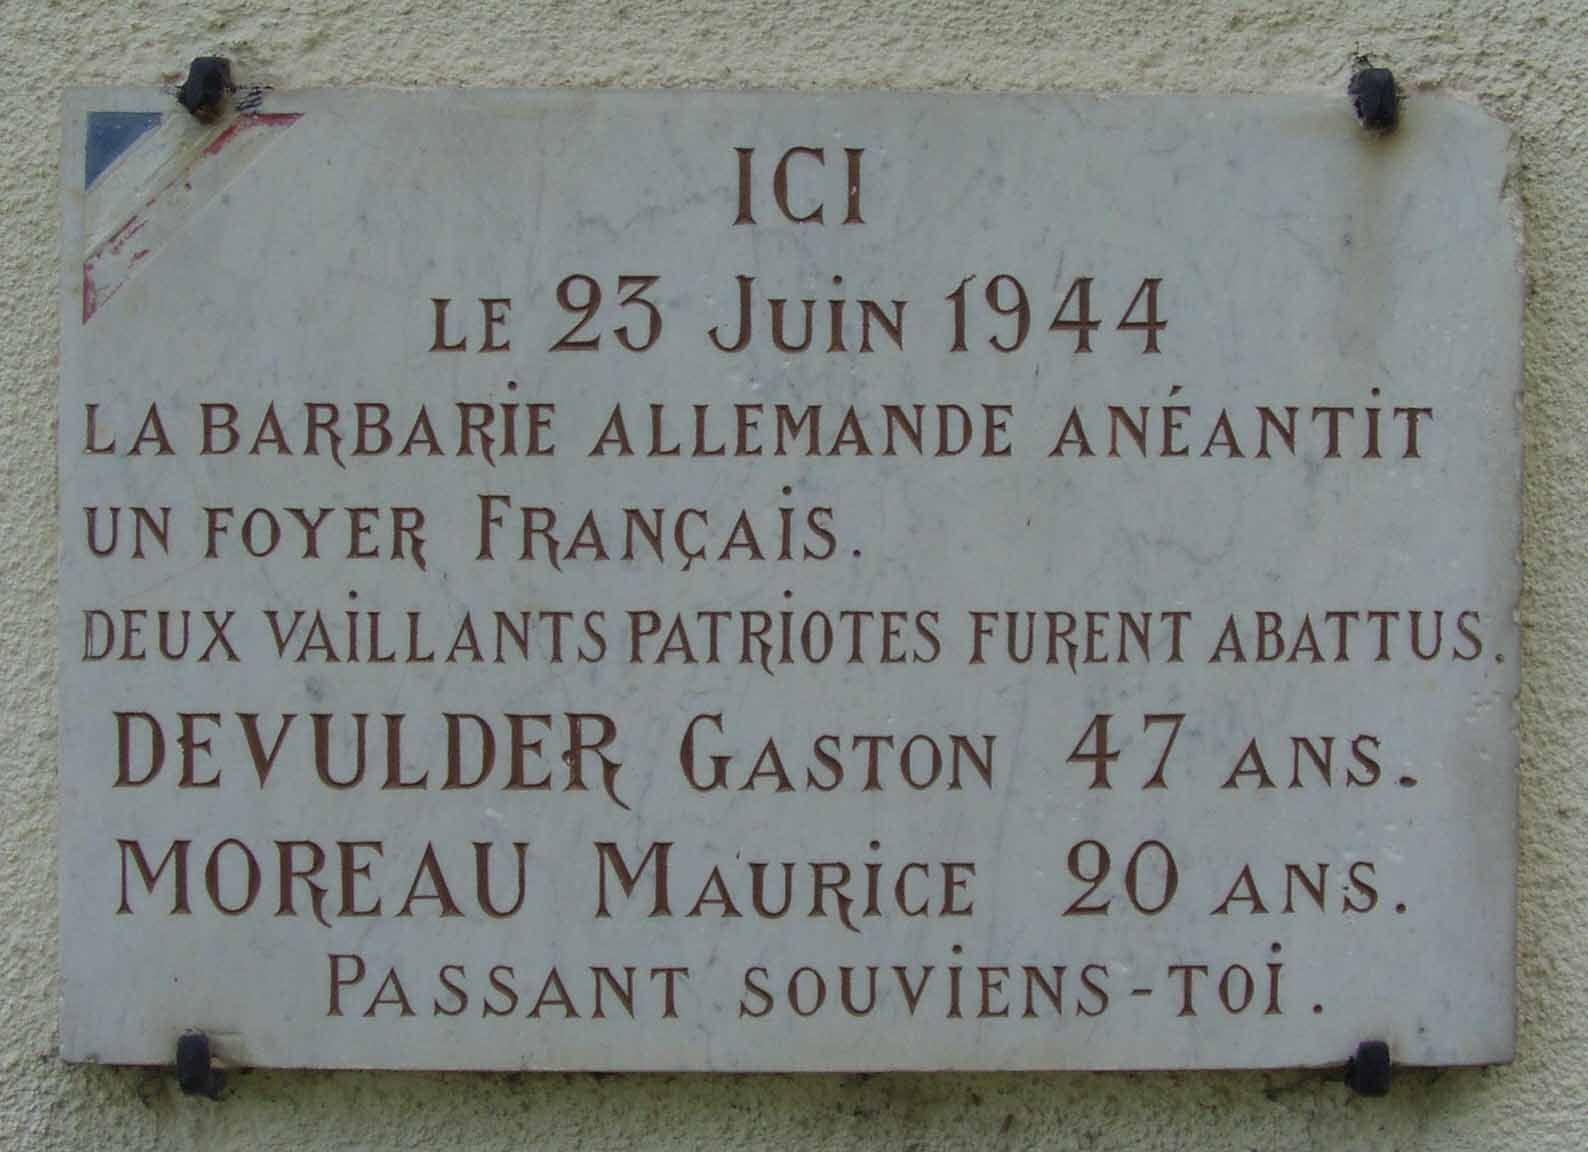 ICI
LE 23 JUIN 1944
LA BARBARIE ALLEMANDE ANÉANTIT
UN FOYER FRANÇAIS.
DEUX VAILLANTS PATRIOTES FURENT ABATTUS.
DEVULDER GASTON 47 ANS.
MOREAU MAURICE 20 ANS.
PASSANT SOUVIENS-TOI.